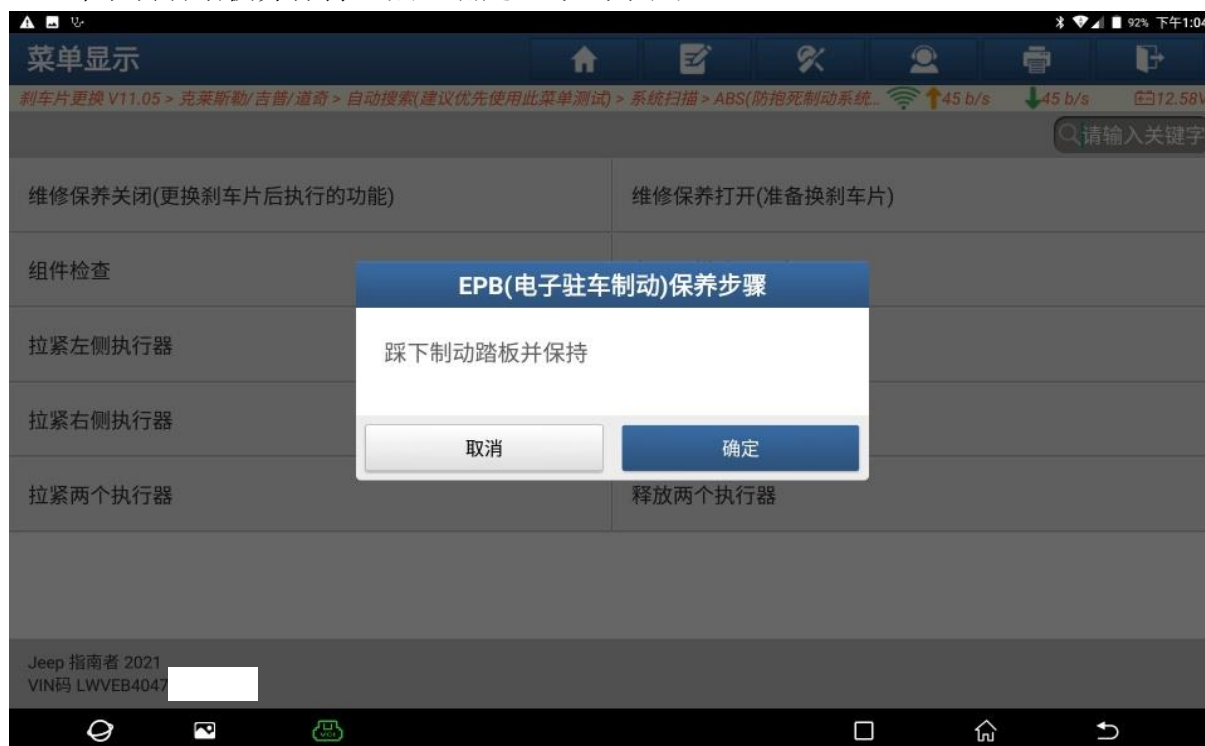 92% 下午1:04
菜单显示
刹车片更换 V11.05 > 克莱斯勒/吉普/道奇 > 自动搜索(建议优先使用此菜单测试) > 系统扫描 > ABS(防抱死制动系统... 45 b/s 45 b/s 12.58V
请输入关键字
维修保养关闭(更换刹车片后执行的功能) 维修保养打开(准备换刹车片)
组件检查
EPB(电子驻车制动)保养步骤
拉紧左侧执行器
踩下制动踏板并保持
拉紧右侧执行器
取消 确定
拉紧两个执行器 释放两个执行器
Jeep 指南者 2021
VIN码 LWVEB4047
VCI